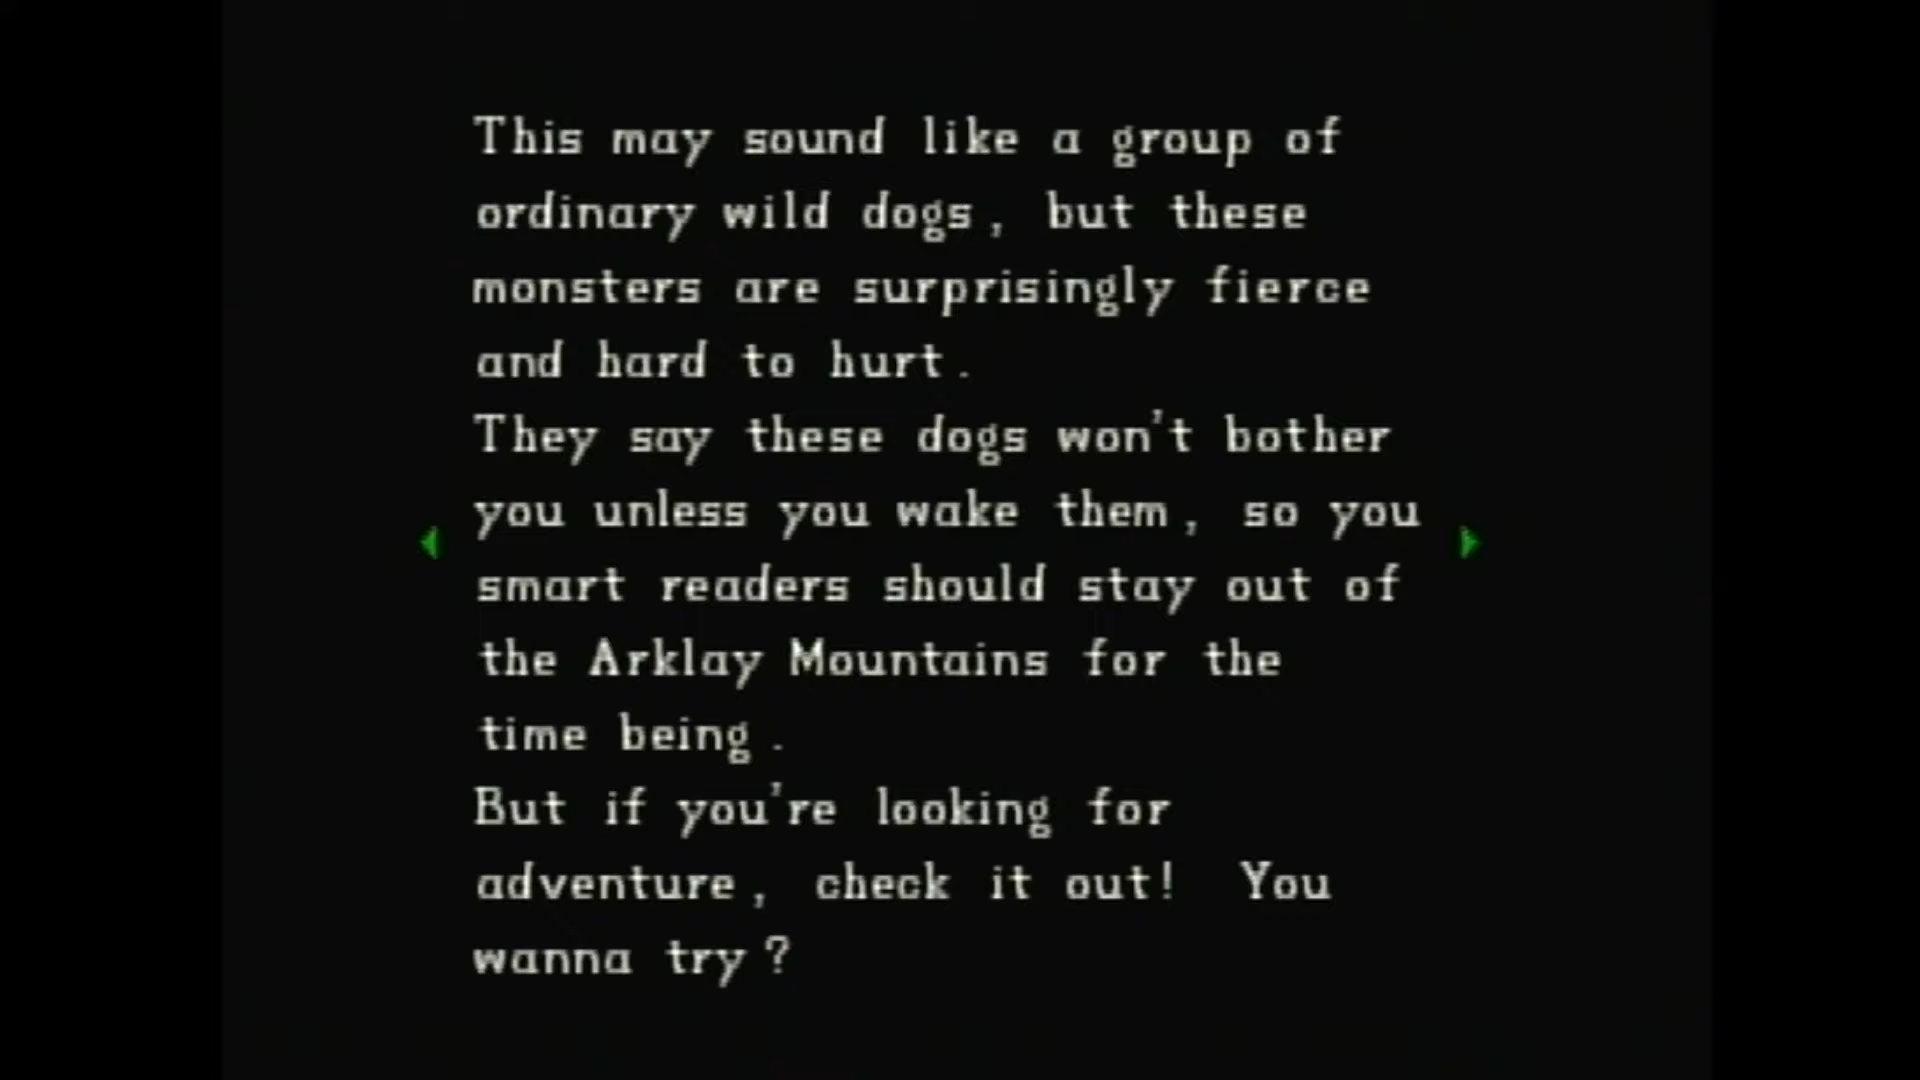 This may sound like a group of
ordinary wild dogs, but these
monsters are surprisingly fierce
and hard to hurt.
They say these dogs won't bother
you unless you wake them, so you
smart readers should stay out of
the Arklay Mountains for the
time being.
But if you're looking for
adventure, check it out! You
wanna try?